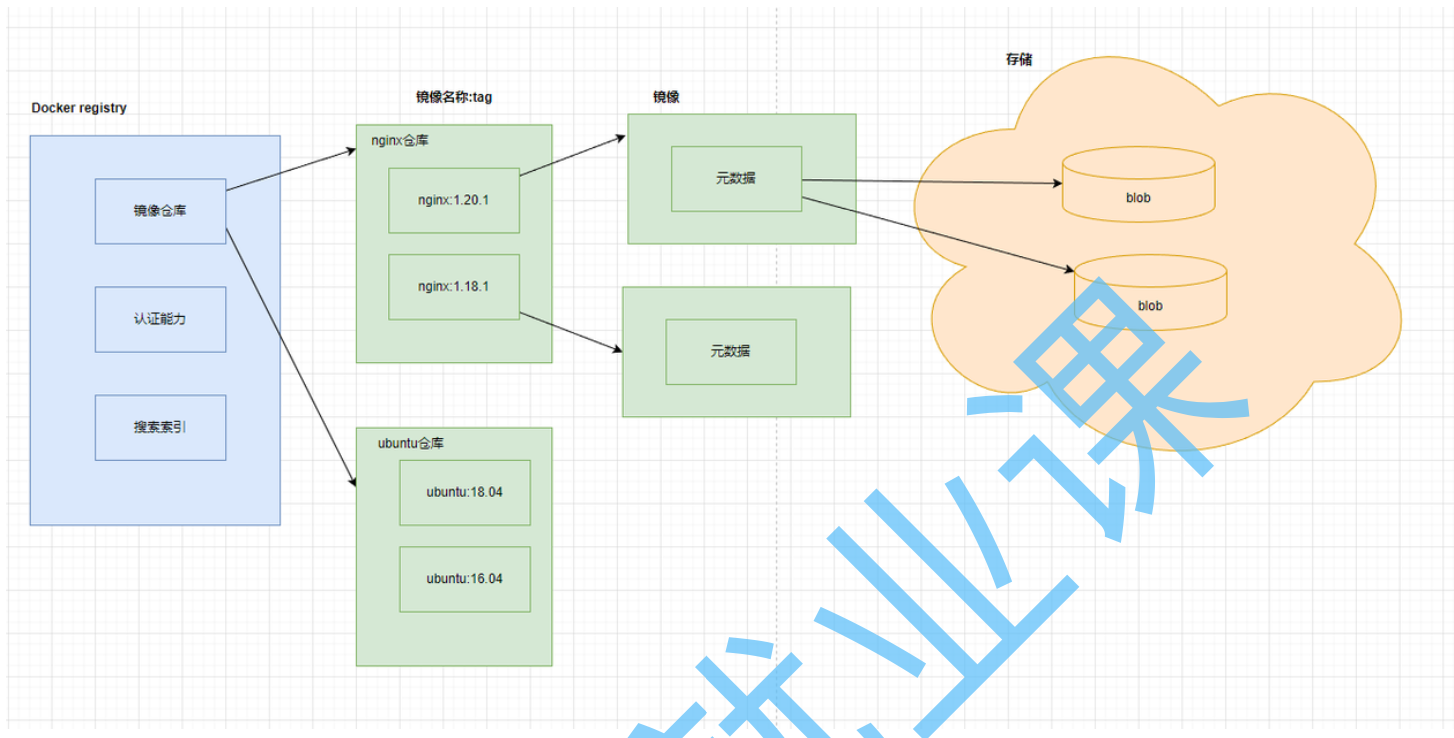 存储
镜像名称:tag
镜像
Docker registry
nginx仓库
元数据
blob
镜像仓库
nginx:1.20.1
nginx:1.18.1
blob
认证能力
元数据
搜索索引
ubuntu仓库
ubuntu:18.04
ubuntu:16.04
业课